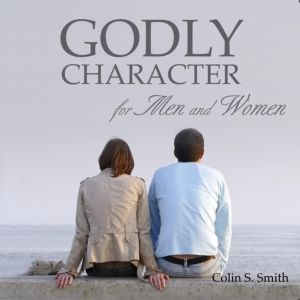 GODLY
CHARACTER
for Men and Women
Colin S. Smith